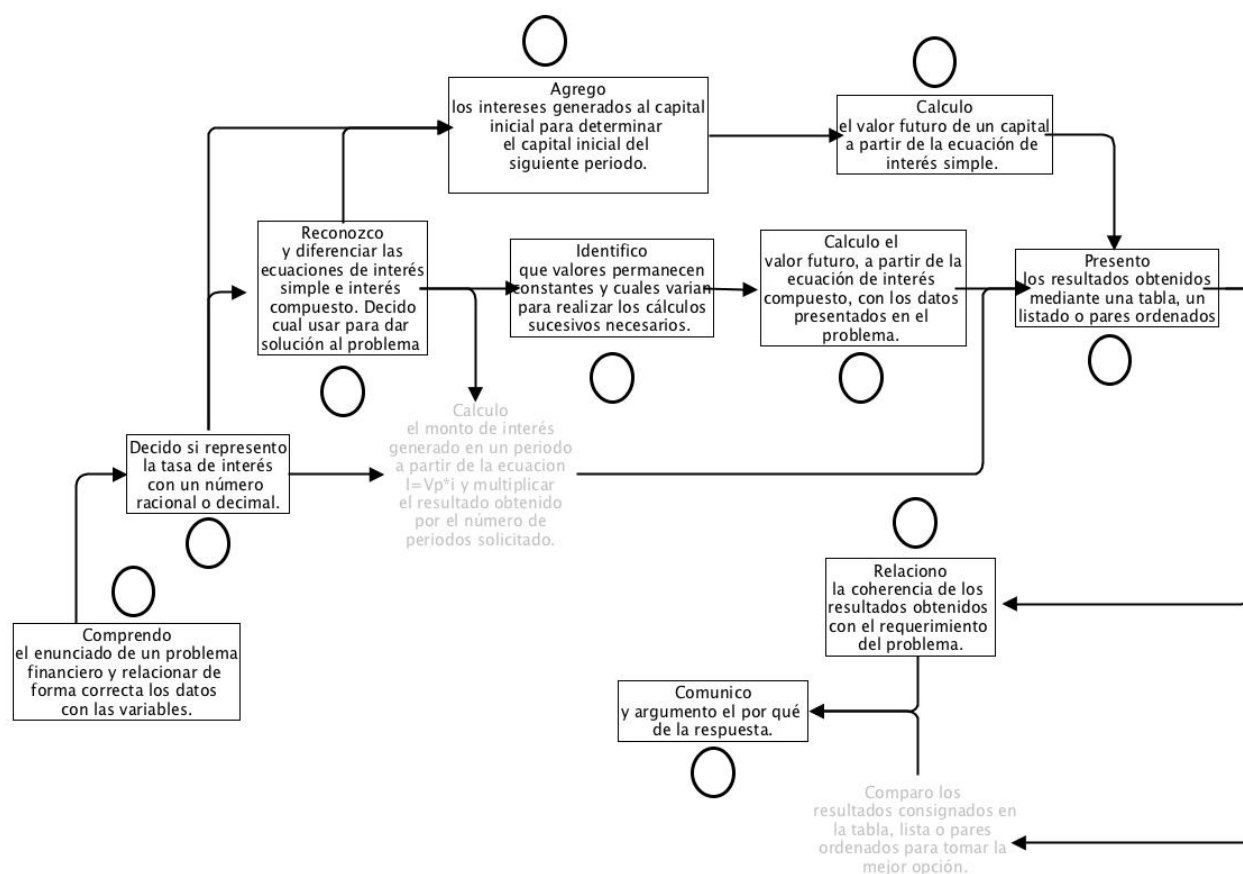 Agrego
los intereses generados al capital
inicial para determinar
el capital inicial del
siguiente periodo.
Calculo
el valor futuro de un capital
a partir de la ecuación de
interés simple.
Reconozco
y diferenciar las
ecuaciones de interés
simple e interés
compuesto. Decido
cual usar para dar
solución al problema
Identifico
que valores permanecen
constantes y cuales varian
para realizar los cálculos
sucesivos necesarios.
Calculo el
valor futuro, a partir de la
ecuación de interés
compuesto, con los datos
presentados en el
problema.
Presento
los resultados obtenidos
mediante una tabla, un
listado o pares ordenados
Calculo
el monto de interés
generado en un periodo
a partir de la ecuacion
I=Vp*i y multiplicar
el resultado obtenido
por el número de
periodos solicitado.
Decido si represento
la tasa de interés
con un número
racional o decimal.
Comprendo
el enunciado de un problema
financiero y relacionar de
forma correcta los datos
con las variables.
Relaciono
la coherencia de los
resultados obtenidos
con el requerimiento
del problema.
Comunico
y argumento el por qué
de la respuesta.
Comparo los
resultados consignados en
la tabla, lista o pares
ordenados para tomar la
mejor opción.